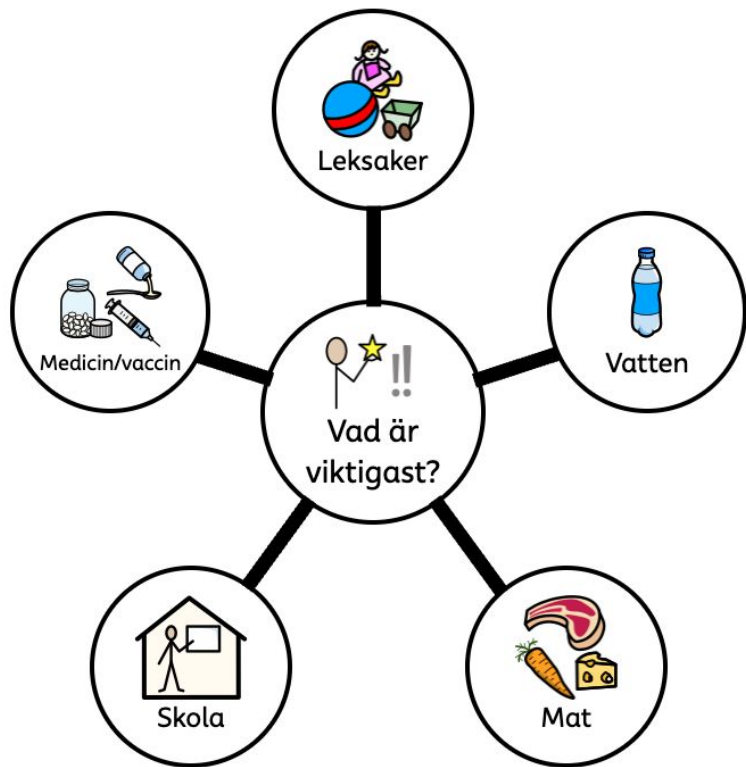 Leksaker
Medicin/vaccin
Vatten
Vad är
viktigast?
Skola
Mat